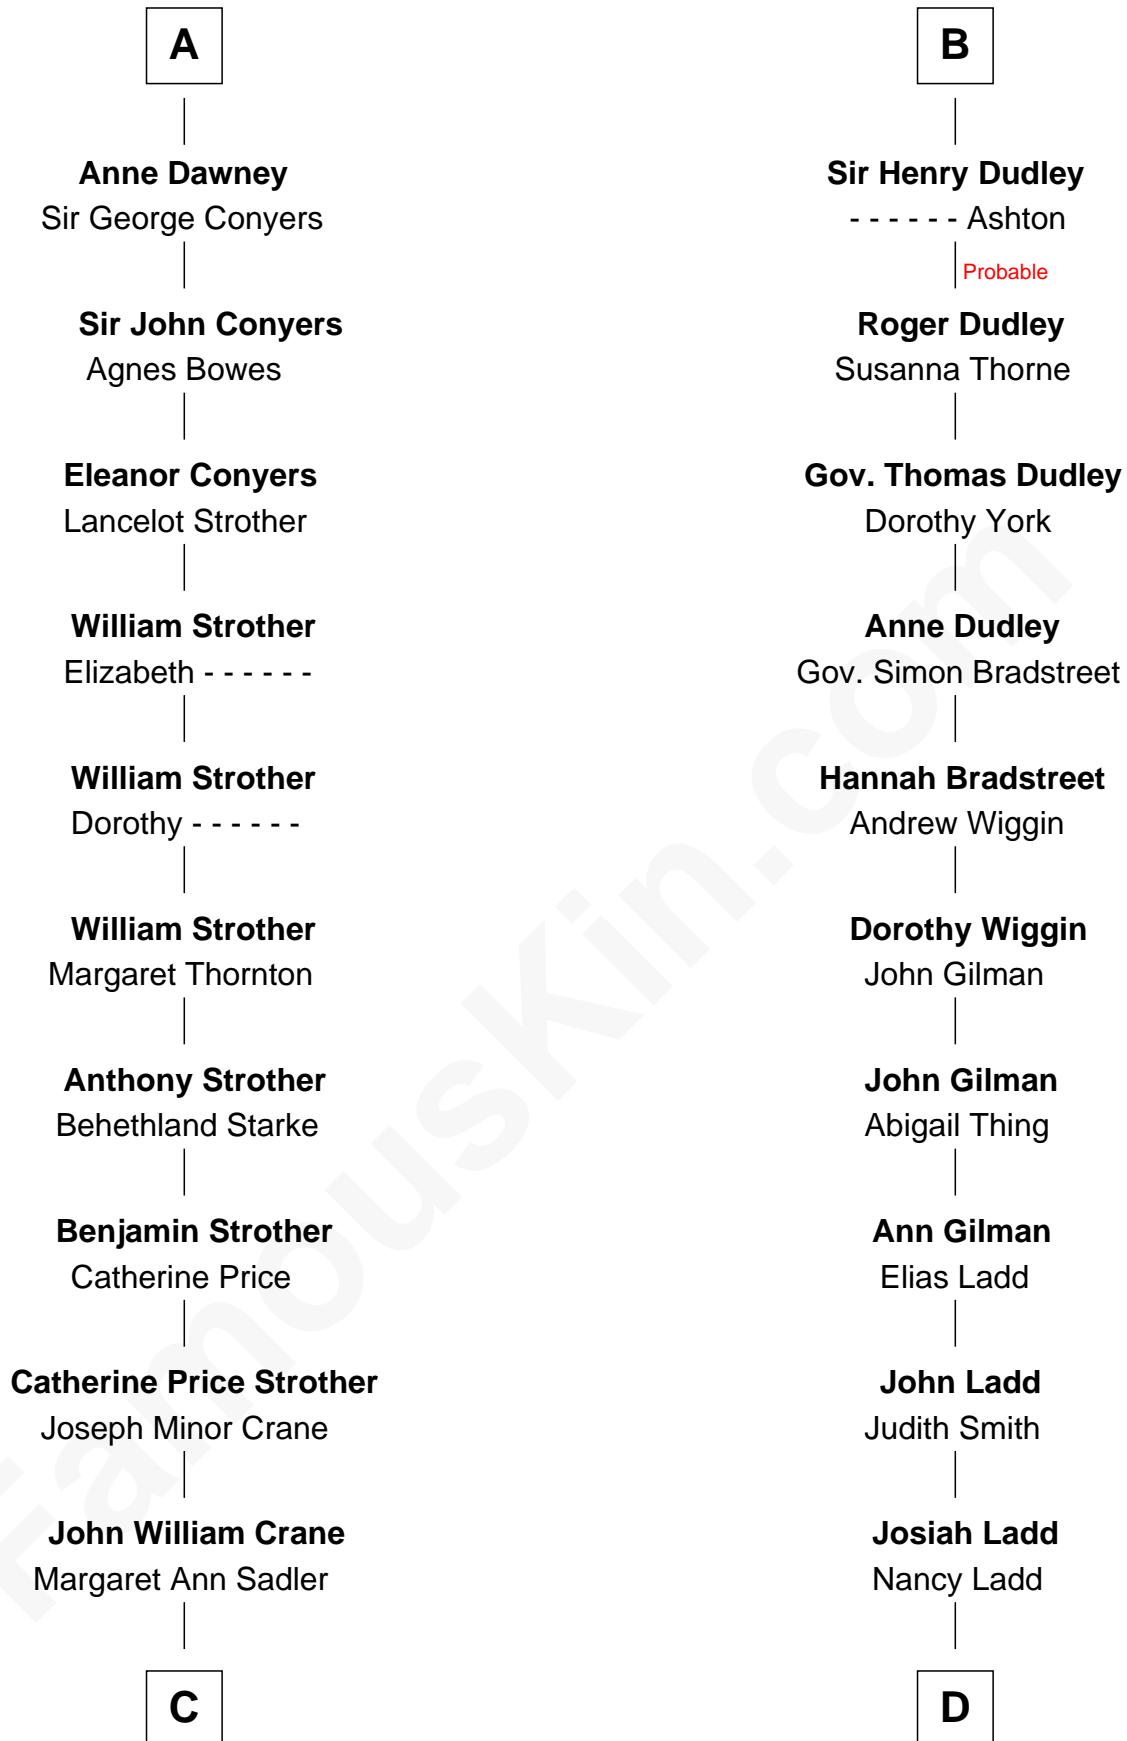 A
Anne Dawney
Sir George Conyers
Sir John Conyers
Agnes Bowes
Eleanor Conyers
Lancelot Strother
William Strother
Elizabeth - - - - - -
William Strother
Dorothy - - - - - -
William Strother
Margaret Thornton
Anthony Strother
Behethland Starke
Benjamin Strother
Catherine Price
Catherine Price Strother
Joseph Minor Crane
John William Crane
Margaret Ann Sadler
C
B
Sir Henry Dudley
- - - - - - Ashton
Probable
Roger Dudley
Susanna Thorne
Gov. Thomas Dudley
Dorothy York
Anne Dudley
Gov. Simon Bradstreet
Hannah Bradstreet
Andrew Wiggin
Dorothy Wiggin
John Gilman
John Gilman
Abigail Thing
Ann Gilman
Elias Ladd
John Ladd
Judith Smith
Josiah Ladd
Nancy Ladd
D
FamousKin.com